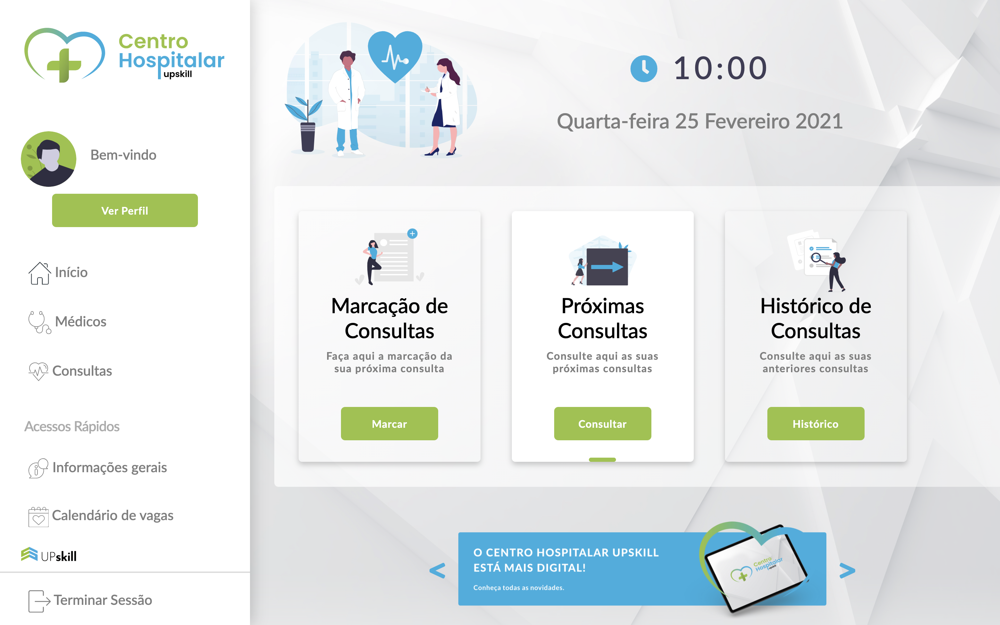 Centro
Hospitalar
upskill
Bem-vindo
Ver Perfil
Início
Médicos
Consultas
Acessos Rápidos
Informações gerais
Calendário de vagas
UPskill
Terminar Sessão
10:00
Quarta-feira 25 Fevereiro 2021
Marcação de
Consultas
Faça aqui a marcação da
sua próxima consulta
Marcar
Próximas
Consultas
Consulte aqui as suas
próximas consultas
Consultar
Histórico de
Consultas
Consulte aqui as suas
anteriores consultas
Histórico
<
O CENTRO HOSPITALAR UPSKILL
ESTÁ MAIS DIGITAL!
Conheça todas as novidades.
Centro
Hospitalar
upskill
>